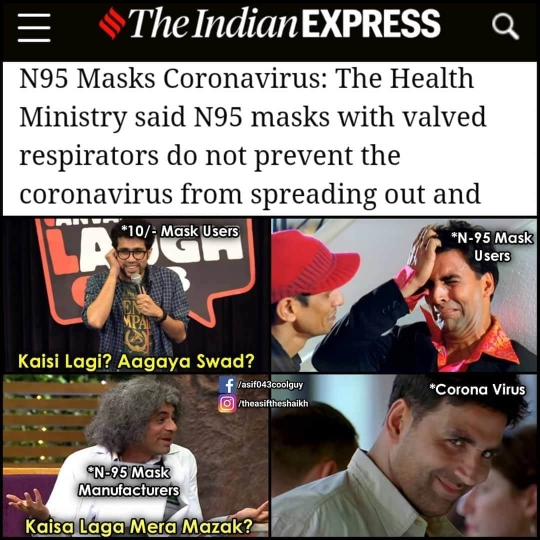 The Indian EXPRESS
N95 Masks Coronavirus: The Health
Ministry said N95 masks with valved
respirators do not prevent the
coronavirus from spreading out and
*10/- Mask Users
Kaisi Lagi? Aagaya Swad?
*N-95 Mask
Users
/asif043coolguy
/theasiftheshaikh
*N-95 Mask
Manufacturers
Kaisa Laga Mera Mazak?
*Corona Virus